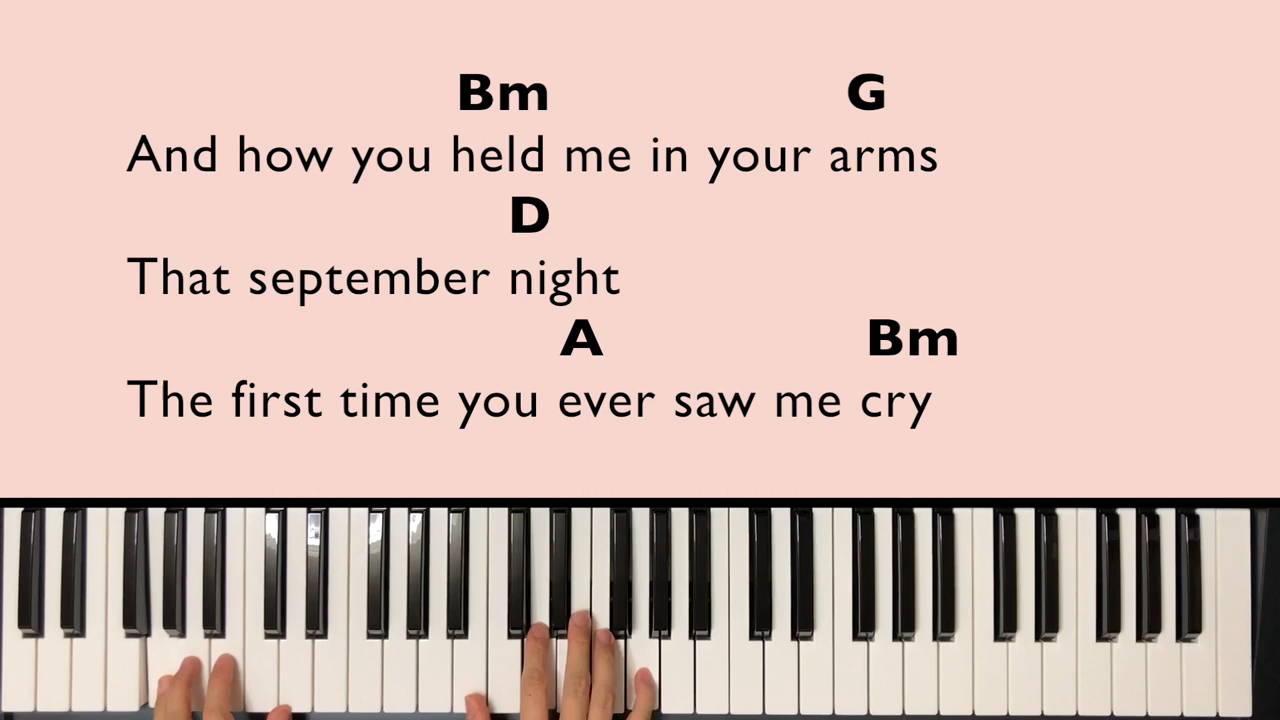 Bm G
And how you held me in your arms
D
That september night
A Bm
The first time you ever saw me cry